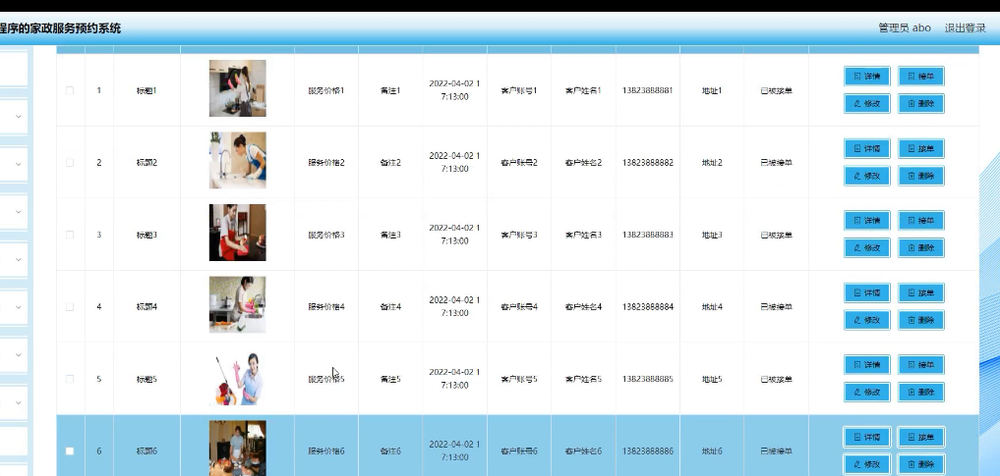 程序的家政服务预约系统
管理员 abo 退出登录
1 标题1 服务价格1 备注1 2022-04-02 1 客户账号1 客户姓名1 13823888881 地址1 已被接单 详情 接单
7:13:00 修改 删除
2 标题2 服务价格2 备注2 2022-04-02 1 客户账号2 客户姓名2 13823888882 地址2 已被接单 详情 接单
7:13:00 修改 删除
3 标题3 服务价格3 备注3 2022-04-02 1 客户账号3 客户姓名3 13823888883 地址3 已被接单 详情 接单
7:13:00 修改 删除
4 标题4 服务价格4 备注4 2022-04-02 1 客户账号4 客户姓名4 13823888884 地址4 已被接单 详情 接单
7:13:00 修改 删除
5 标题5 服务价格5 备注5 2022-04-02 1 客户账号5 客户姓名5 13823888885 地址5 已被接单 详情 接单
7:13:00 修改 删除
6 标题6 服务价格6 备注6 2022-04-02 1 客户账号6 客户姓名6 13823888886 地址6 已被接单 详情 接单
7:13:00 修改 删除